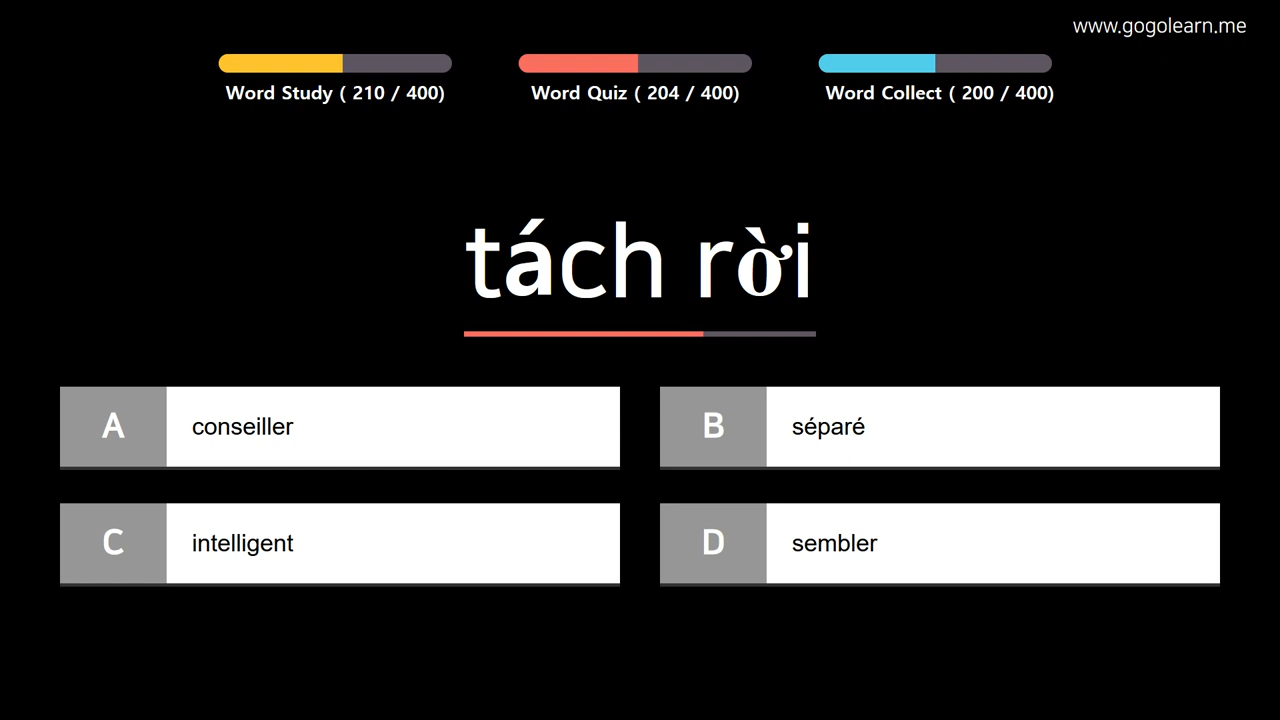 www.gogolearn.me
Word Study ( 210 / 400)
Word Quiz ( 204 / 400)
Word Collect ( 200 / 400)
tách rời
A conseiller
B séparé
C intelligent
D sembler